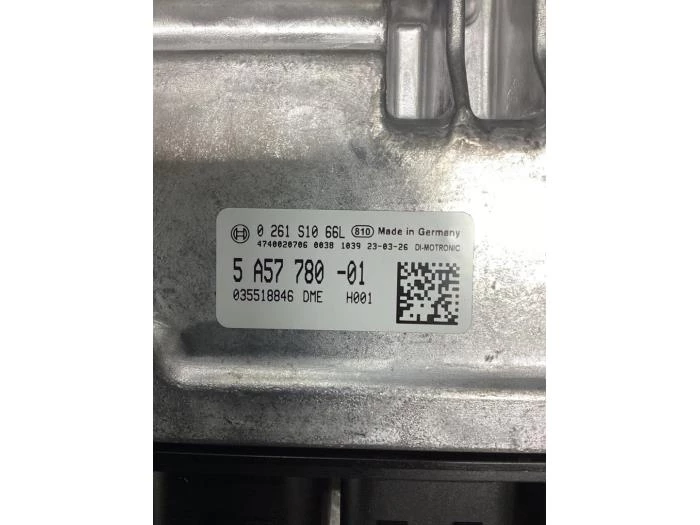 0 261 S10 66L 810 Made in Germany
4740020706 0038 1039 23-03-26 DI-MOTRONIC
5 A57 780 -01
035518846 DME H001